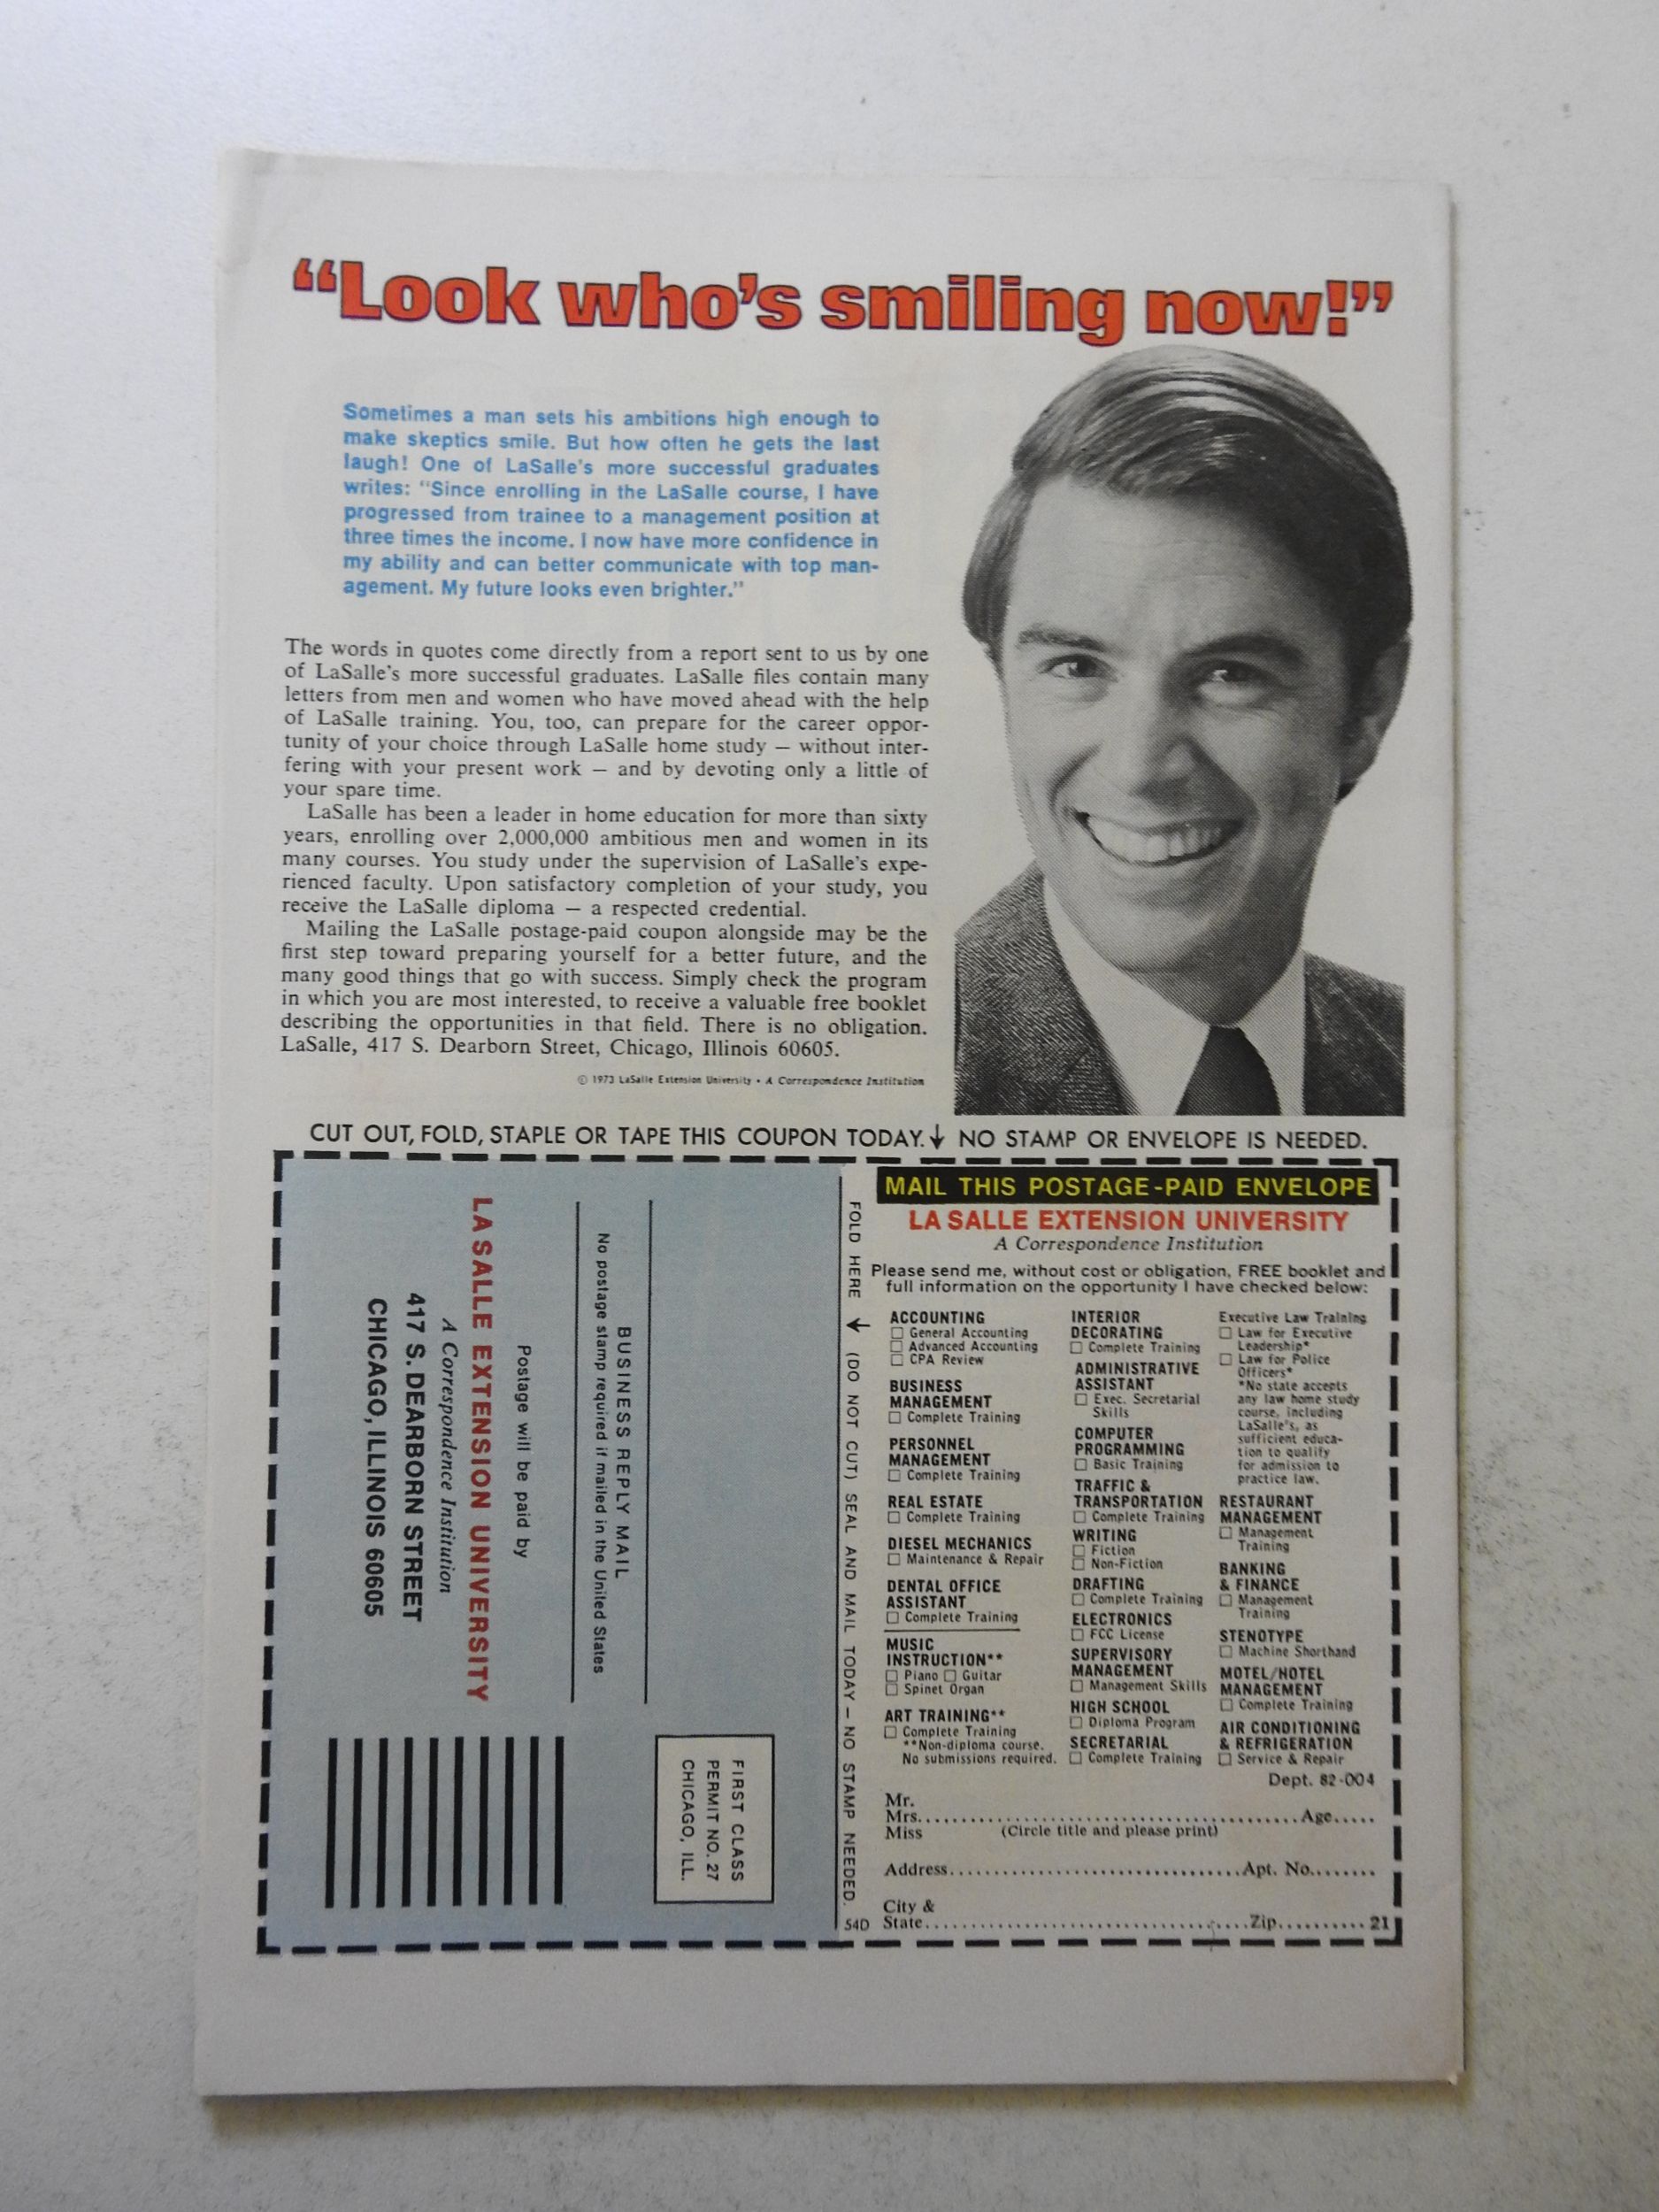 “Look who’s smiling now!”
Sometimes a man sets his ambitions high enough to
make skeptics smile. But how often he gets the last
laugh! One of LaSalle’s more successful graduates
writes: “Since enrolling in the LaSalle course, I have
progressed from trainee to a management position at
three times the income. I now have more confidence in
my ability and can better communicate with top man-
agement. My future looks even brighter.”
The words in quotes come directly from a report sent to us by one
of LaSalle’s more successful graduates. LaSalle files contain many
letters from men and women who have moved ahead with the help
of LaSalle training. You, too, can prepare for the career oppor-
tunity of your choice through LaSalle home study — without inter-
fering with your present work — and by devoting only a little of
your spare time.
LaSalle has been a leader in home education for more than sixty
years, enrolling over 2,000,000 ambitious men and women in its
many courses. You study under the supervision of LaSalle’s expe-
rienced faculty. Upon satisfactory completion of your study, you
receive the LaSalle diploma — a respected credential.
Mailing the LaSalle postage-paid coupon alongside may be the
first step toward preparing yourself for a better future, and the
many good things that go with success. Simply check the program
in which you are most interested, to receive a valuable free booklet
describing the opportunities in that field. There is no obligation.
LaSalle, 417 S. Dearborn Street, Chicago, Illinois 60605.
© 1973 LaSalle Extension University • A Correspondence Institution
CUT OUT, FOLD, STAPLE OR TAPE THIS COUPON TODAY.↓ NO STAMP OR ENVELOPE IS NEEDED.
FIRST CLASS
PERMIT NO. 27
CHICAGO, ILL.
BUSINESS REPLY MAIL
No postage stamp required if mailed in the United States
Postage will be paid by
LA SALLE EXTENSION UNIVERSITY
A Correspondence Institution
417 S. DEARBORN STREET
CHICAGO, ILLINOIS 60605
FOLD HERE ↓ (DO NOT CUT) SEAL AND MAIL TODAY — NO STAMP NEEDED.
54D
MAIL THIS POSTAGE-PAID ENVELOPE
LA SALLE EXTENSION UNIVERSITY
A Correspondence Institution
Please send me, without cost or obligation, FREE booklet and
full information on the opportunity I have checked below:
ACCOUNTING
☐ General Accounting
☐ Advanced Accounting
☐ CPA Review
BUSINESS
MANAGEMENT
☐ Complete Training
PERSONNEL
MANAGEMENT
☐ Complete Training
REAL ESTATE
☐ Complete Training
DIESEL MECHANICS
☐ Maintenance & Repair
DENTAL OFFICE
ASSISTANT
☐ Complete Training
MUSIC
INSTRUCTION**
☐ Piano ☐ Guitar
☐ Spinet Organ
ART TRAINING**
☐ Complete Training
**Non-diploma course.
No submissions required.
INTERIOR
DECORATING
☐ Complete Training
ADMINISTRATIVE
ASSISTANT
☐ Exec. Secretarial
Skills
COMPUTER
PROGRAMMING
☐ Basic Training
TRAFFIC &
TRANSPORTATION
☐ Complete Training
WRITING
☐ Fiction
☐ Non-Fiction
DRAFTING
☐ Complete Training
ELECTRONICS
☐ FCC License
SUPERVISORY
MANAGEMENT
☐ Management Skills
HIGH SCHOOL
☐ Diploma Program
SECRETARIAL
☐ Complete Training
Executive Law Training
☐ Law for Executive
Leadership*
☐ Law for Police
Officers*
*No state accepts
any law home study
course, including
LaSalle’s, as
sufficient educa-
tion to qualify
for admission to
practice law.
RESTAURANT
MANAGEMENT
☐ Management
Training
BANKING
& FINANCE
☐ Management
Training
STENOTYPE
☐ Machine Shorthand
MOTEL/HOTEL
MANAGEMENT
☐ Complete Training
AIR CONDITIONING
& REFRIGERATION
☐ Service & Repair
Dept. 82-004
Mr.
Mrs. Age
Miss (Circle title and please print)
Address Apt. No.
City &
State Zip 21